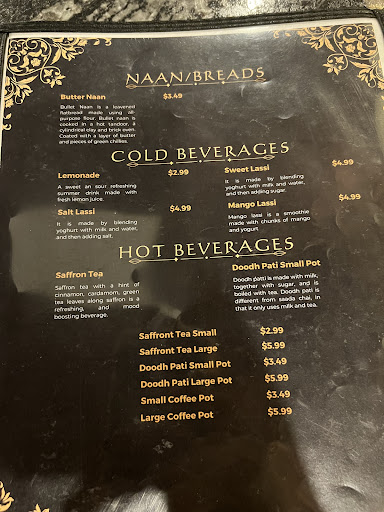 NAAN/BREADS
Butter Naan $3.49
Bullet Naan is a leavened
flatbread made using all-
purpose flour. Bullet naan is
cooked in a hot tandoor, a
cylindrical clay and brick oven.
Coated with a layer of butter
and pieces of green chillies.
COLD BEVERAGES
Lemonade $2.99
A sweet an sour refreshing
summer drink made with
fresh lemon juice.
Sweet Lassi $4.99
It is made by blending
yoghurt with milk and water,
and then adding sugar.
Salt Lassi $4.99
It is made by blending
yoghurt with milk and water,
and then adding salt.
Mango Lassi $4.99
Mango lassi is a smoothie
made with chunks of mango
and yogurt
HOT BEVERAGES
Saffron Tea
Saffron tea with a hint of
cinnamon, cardamom, green
tea leaves along saffron is a
refreshing, and mood
boosting beverage.
Doodh Pati Small Pot
Doodh patti is made with milk,
together with sugar, and is
boiled with tea. Doodh pati is
different from saada chai, in
that it only uses milk and tea.
Saffront Tea Small $2.99
Saffront Tea Large $5.99
Doodh Pati Small Pot $3.49
Doodh Pati Large Pot $5.99
Small Coffee Pot $3.49
Large Coffee Pot $5.99